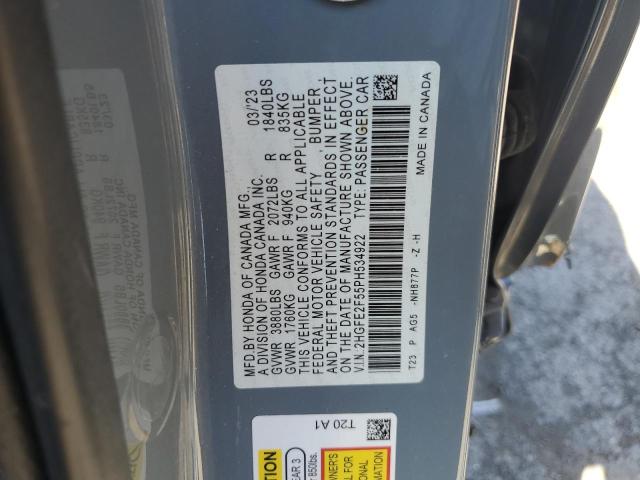 MFD.BY HONDA OF CANADA MFG., 03/23
A DIVISION OF HONDA CANADA INC.
GVWR 3880LBS GAWR F 2072LBS R 1840LBS
GVWR 1760KG GAWR F 940KG R 835KG
THIS VEHICLE CONFORMS TO ALL APPLICABLE
FEDERAL MOTOR VEHICLE SAFETY , BUMPER ,
AND THEFT PREVENTION STANDARDS IN EFFECT
ON THE DATE OF MANUFACTURE SHOWN ABOVE.
V.I.N.:2HGFE2F55PH534922 TYPE: PASSENGER CAR
T23 P AG5 -NH877P -Z -H
MADE IN CANADA
T20 A1